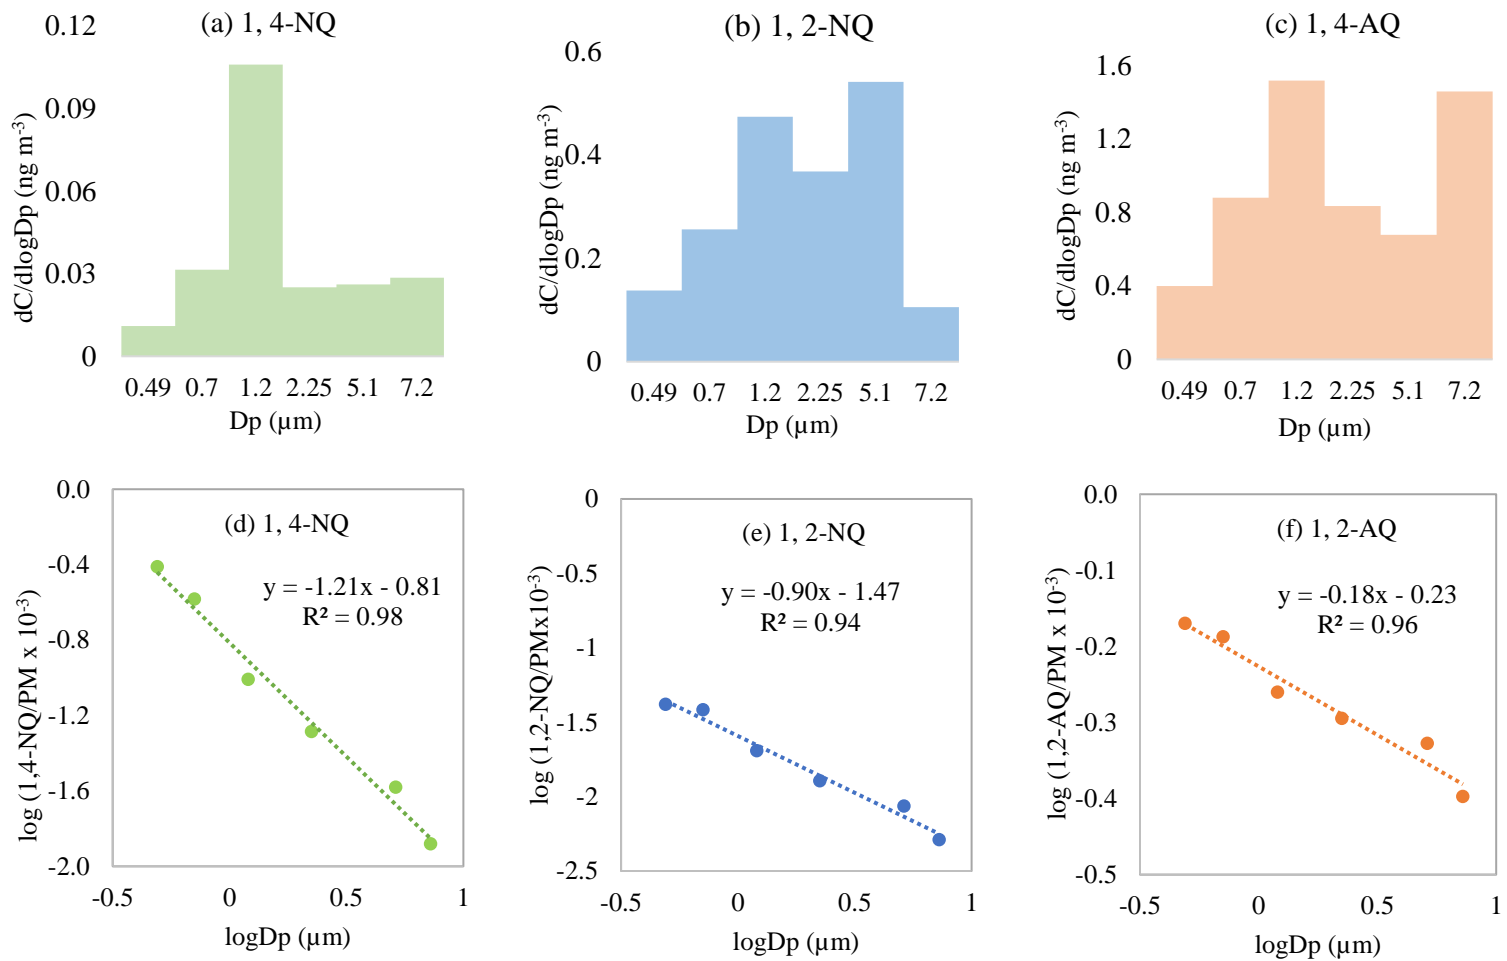 (a) 1, 4-NQ
0.12
0.09
0.06
0.03
0
dC/dlogDp (ng m⁻³)
0.49 0.7 1.2 2.25 5.1 7.2
Dp (µm)
(b) 1, 2-NQ
0.6
0.4
0.2
0
dC/dlogDp (ng m⁻³)
0.49 0.7 1.2 2.25 5.1 7.2
Dp (µm)
(c) 1, 4-AQ
1.6
1.2
0.8
0.4
0
dC/dlogDp (ng m⁻³)
0.49 0.7 1.2 2.25 5.1 7.2
Dp (µm)
(d) 1, 4-NQ
y = -1.21x - 0.81
R² = 0.98
0.0
-0.4
-0.8
-1.2
-1.6
-2.0
log (1,4-NQ/PM x 10⁻³)
-0.5 0 0.5 1
logDp (µm)
(e) 1, 2-NQ
y = -0.90x - 1.47
R² = 0.94
0
-0.5
-1
-1.5
-2
-2.5
log (1,2-NQ/PMx10⁻³)
-0.5 0 0.5 1
logDp (µm)
(f) 1, 2-AQ
y = -0.18x - 0.23
R² = 0.96
0.0
-0.1
-0.2
-0.3
-0.4
-0.5
log (1,2-AQ/PM x 10⁻³)
-0.5 0 0.5 1
logDp (µm)